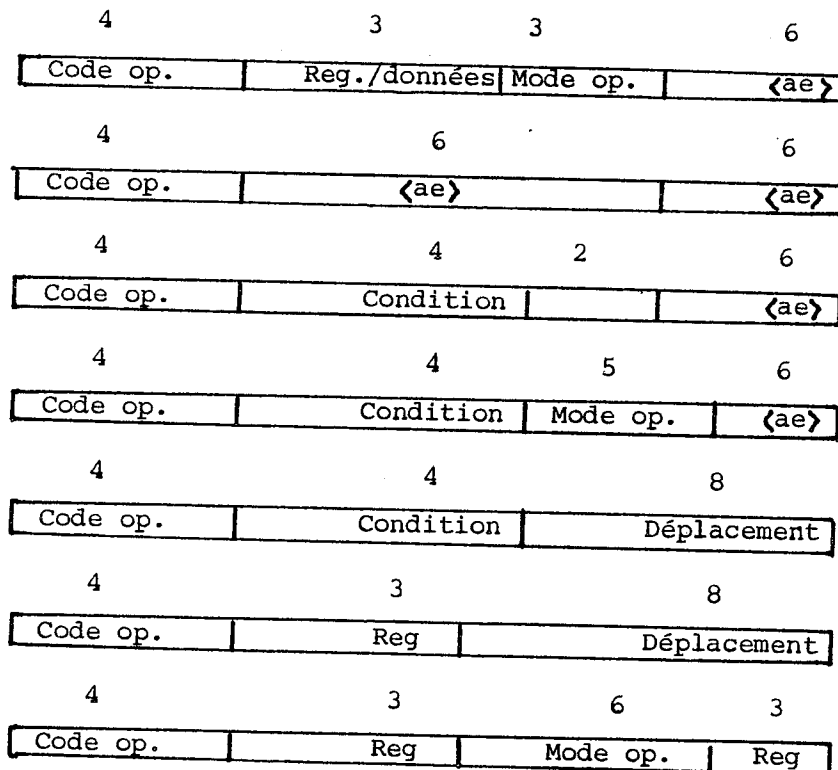 4 3 3 6
Code op. Reg./données Mode op. <ae>
4 6 6
Code op. <ae> <ae>
4 4 2 6
Code op. Condition <ae>
4 4 5 6
Code op. Condition Mode op. <ae>
4 4 8
Code op. Condition Déplacement
4 3 8
Code op. Reg Déplacement
4 3 6 3
Code op. Reg Mode op. Reg